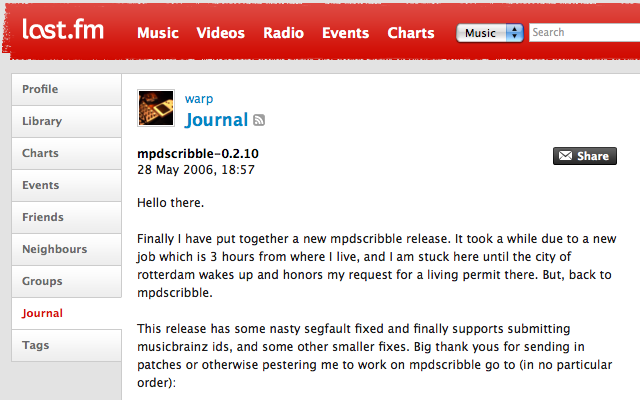 last.fm
Music Videos Radio Events Charts Music Search
Profile
Library
Charts
Events
Friends
Neighbours
Groups
Journal
Tags
warp
Journal
mpdscribble-0.2.10
Share
28 May 2006, 18:57
Hello there.
Finally I have put together a new mpdscribble release. It took a while due to a new
job which is 3 hours from where I live, and I am stuck here until the city of
rotterdam wakes up and honors my request for a living permit there. But, back to
mpdscribble.
This release has some nasty segfault fixed and finally supports submitting
musicbrainz ids, and some other smaller fixes. Big thank yous for sending in
patches or otherwise pestering me to work on mpdscribble go to (in no particular
order):